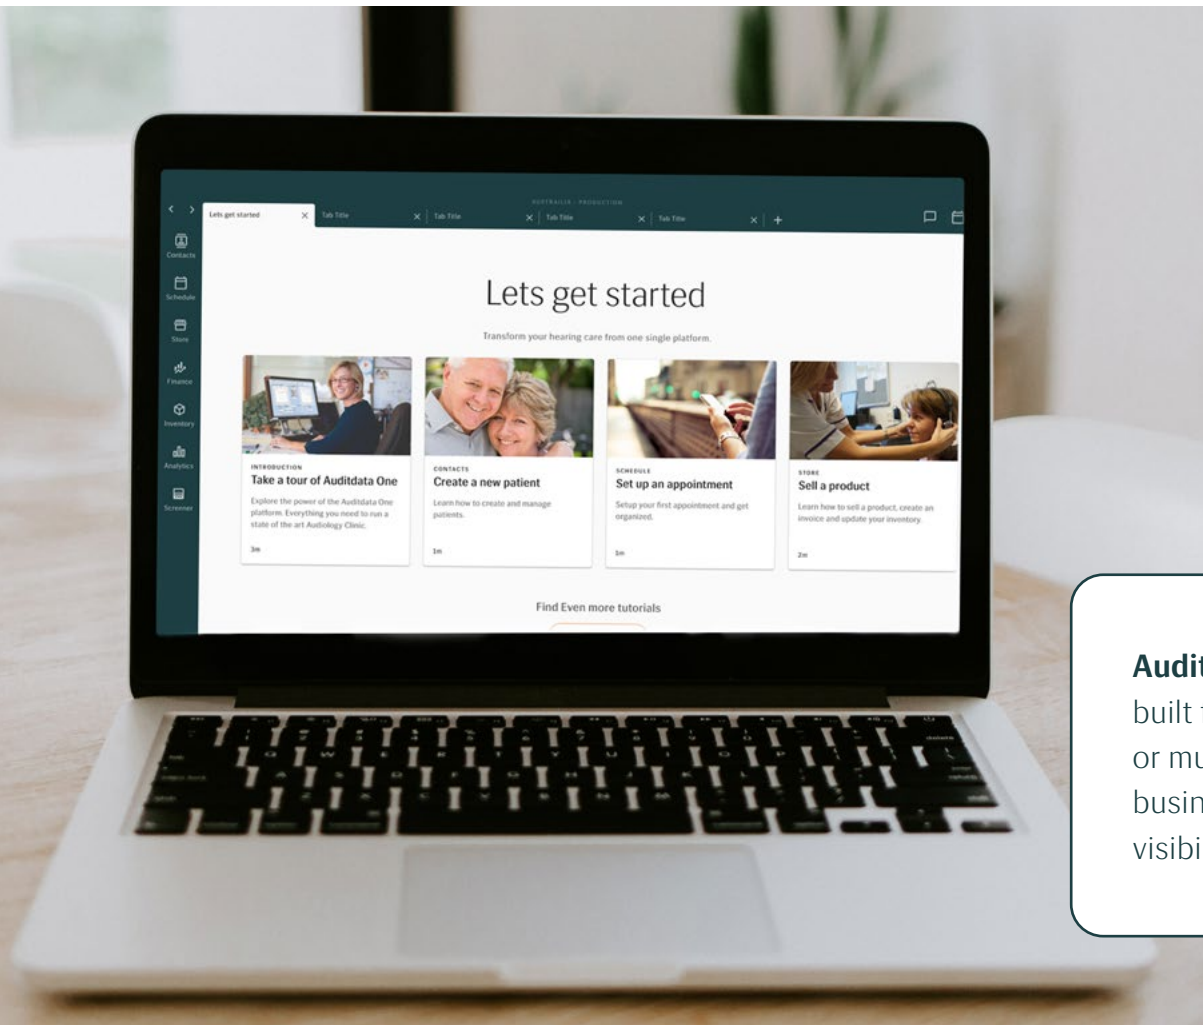 AUSTRALIA - PRODUCTION
Lets get started
Tab Title
Tab Title
Tab Title
Tab Title
Contacts
Schedule
Store
Finance
Inventory
Analytics
Screener
Lets get started
Transform your hearing care from one single platform.
INTRODUCTION
Take a tour of Auditdata One
Explore the power of the Auditdata One
platform. Everything you need to run a
state of the art Audiology Clinic.
3m
CONTACTS
Create a new patient
Learn how to create and manage
patients.
1m
SCHEDULE
Set up an appointment
Setup your first appointment and get
organized.
1m
STORE
Sell a product
Learn how to sell a product, create an
invoice and update your inventory.
2m
Find Even more tutorials
Audit
built
or mu
busin
visibi
delete
return